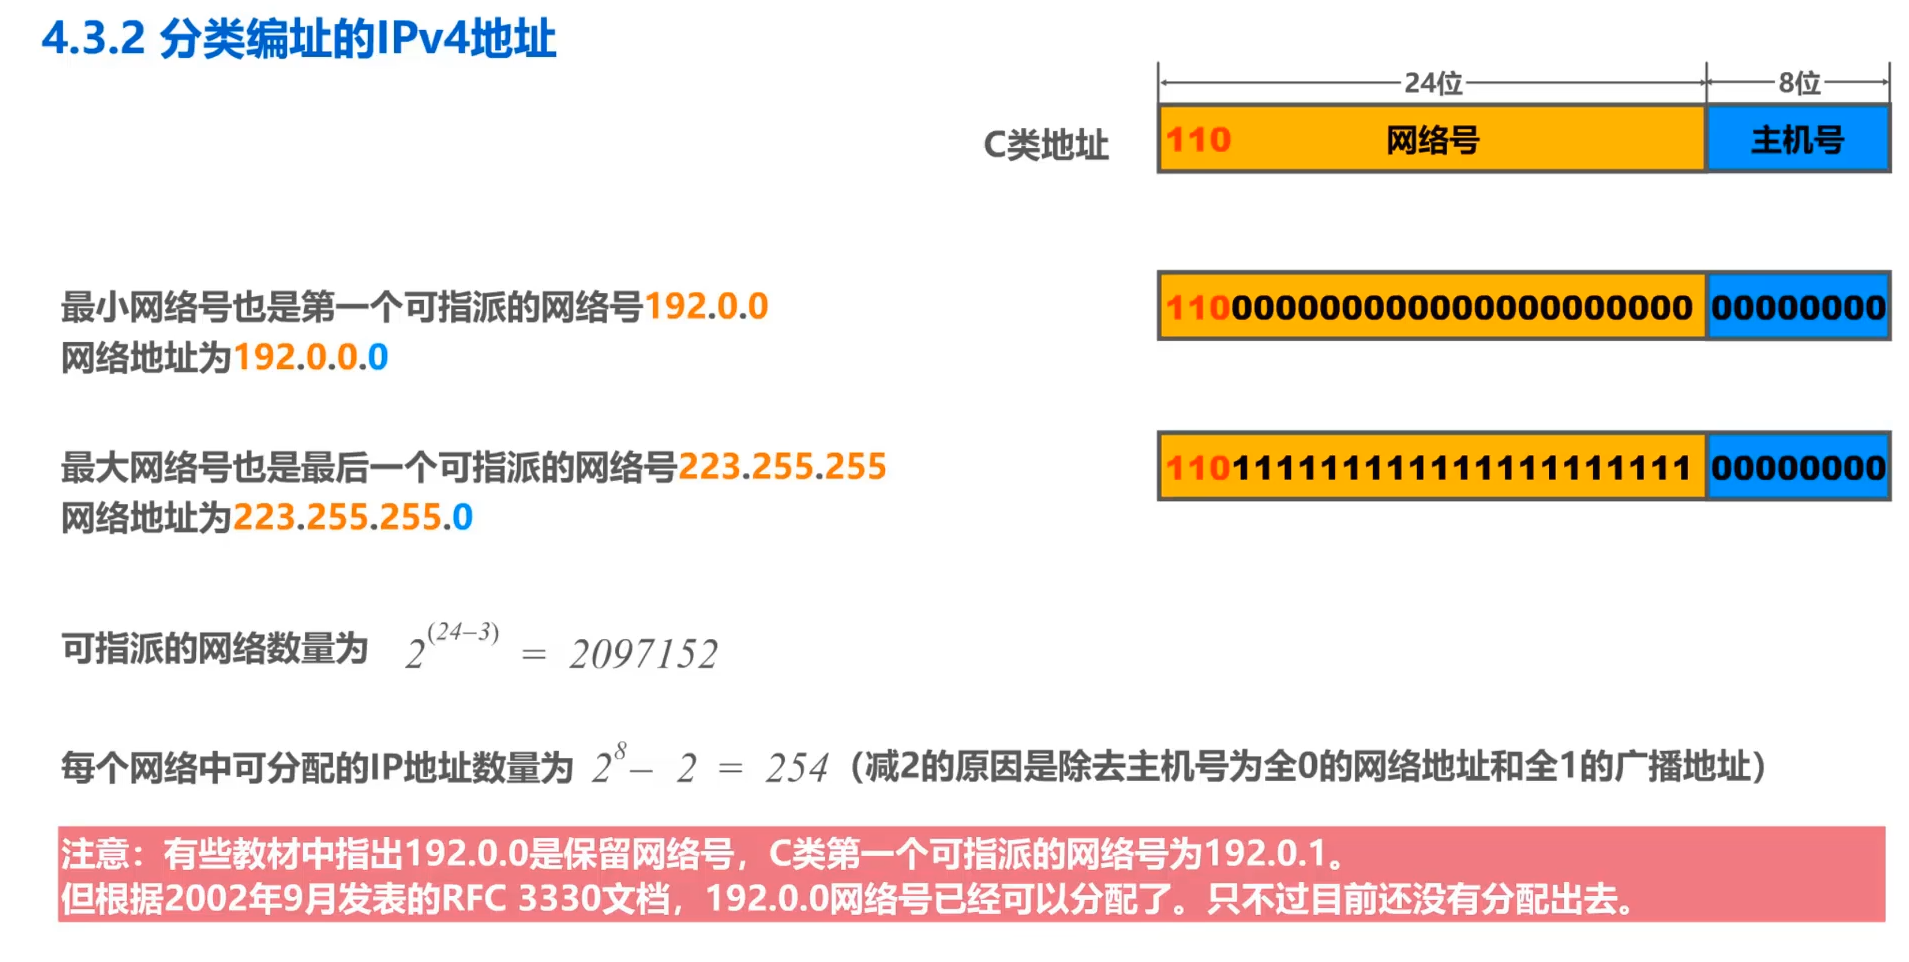 4.3.2 分类编址的IPv4地址
24位 8位
C类地址 110 网络号 主机号
最小网络号也是第一个可指派的网络号192.0.0
网络地址为192.0.0.0
110000000000000000000000 00000000
最大网络号也是最后一个可指派的网络号223.255.255
网络地址为223.255.255.0
110111111111111111111111 00000000
可指派的网络数量为 2^(24−3) = 2097152
每个网络中可分配的IP地址数量为 2^8 − 2 = 254（减2的原因是除去主机号为全0的网络地址和全1的广播地址）
注意：有些教材中指出192.0.0是保留网络号，C类第一个可指派的网络号为192.0.1。
但根据2002年9月发表的RFC 3330文档，192.0.0网络号已经可以分配了。只不过目前还没有分配出去。